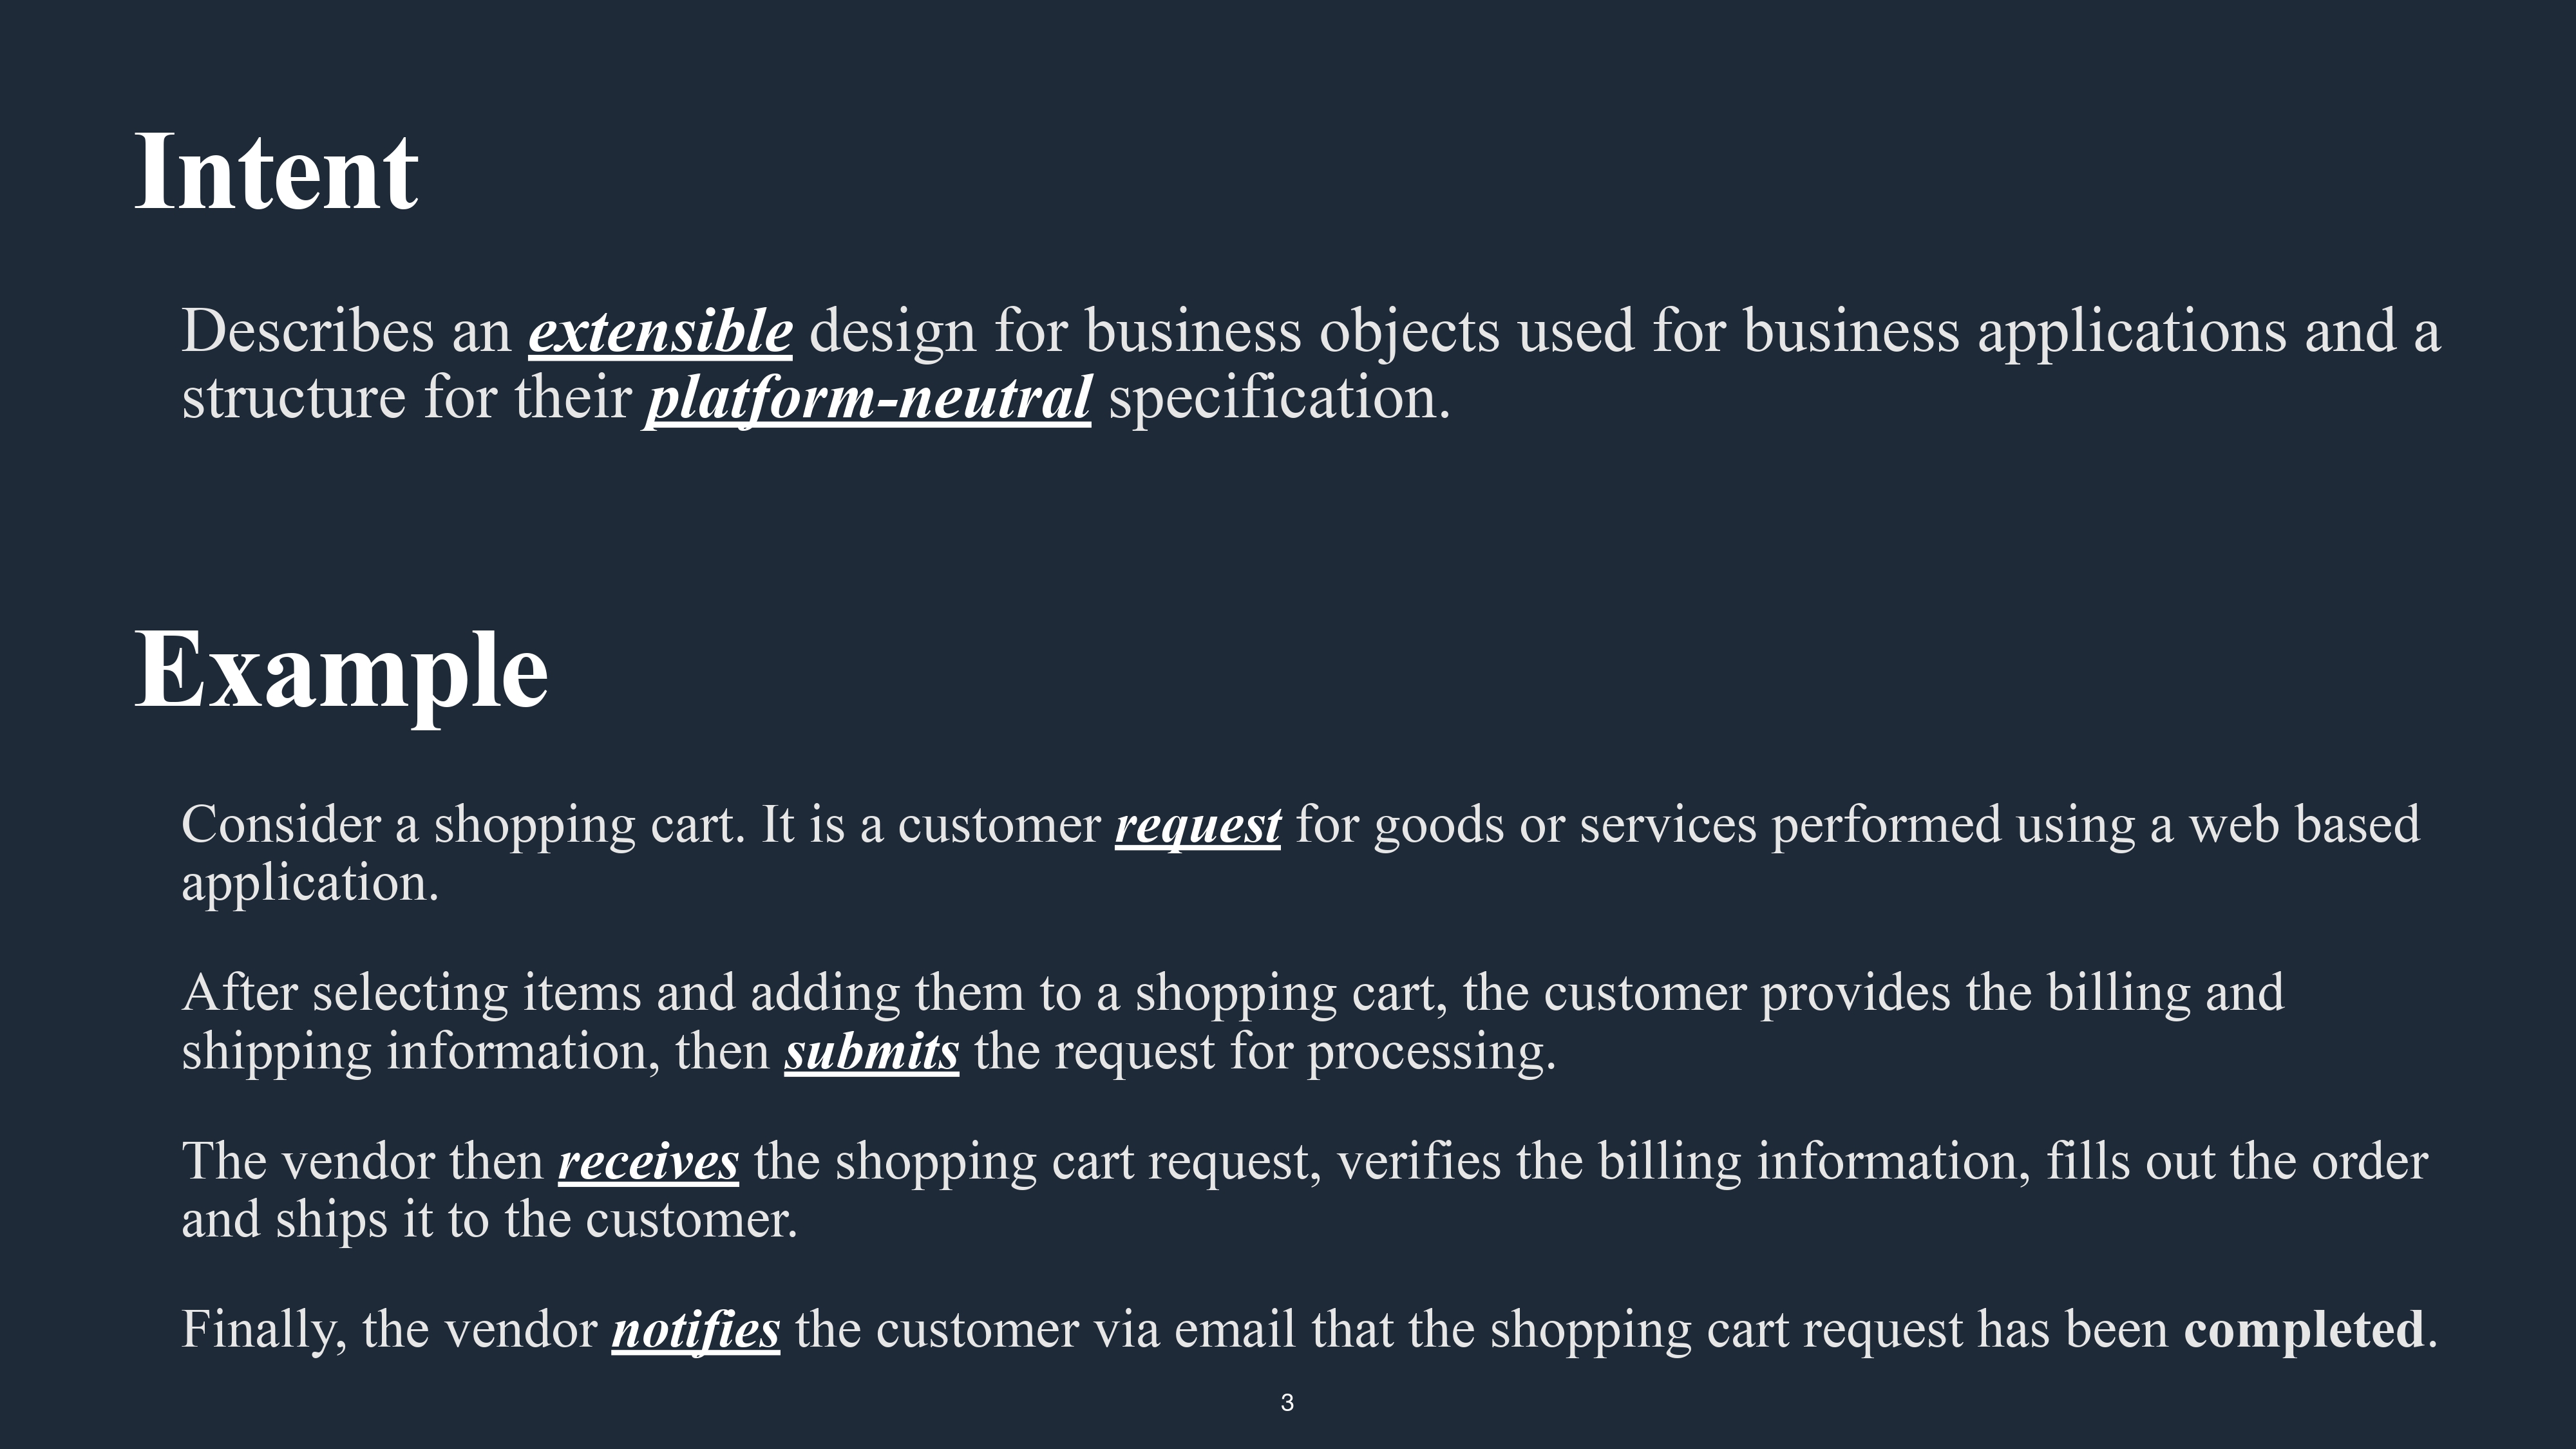 Intent
Describes an extensible design for business objects used for business applications and a
structure for their platform-neutral specification.
Example
Consider a shopping cart. It is a customer request for goods or services performed using a web based
application.
After selecting items and adding them to a shopping cart, the customer provides the billing and
shipping information, then submits the request for processing.
The vendor then receives the shopping cart request, verifies the billing information, fills out the order
and ships it to the customer.
Finally, the vendor notifies the customer via email that the shopping cart request has been completed.
3